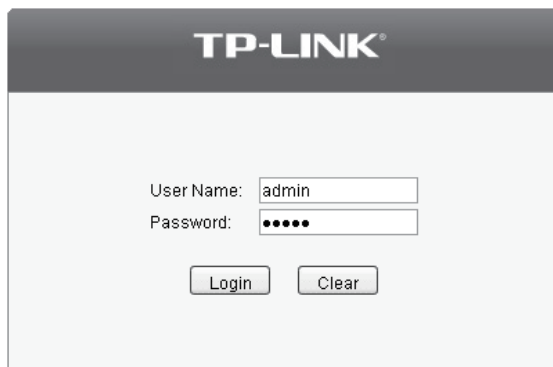 TP-LINK®
User Name: admin
Password: •••••
Login Clear